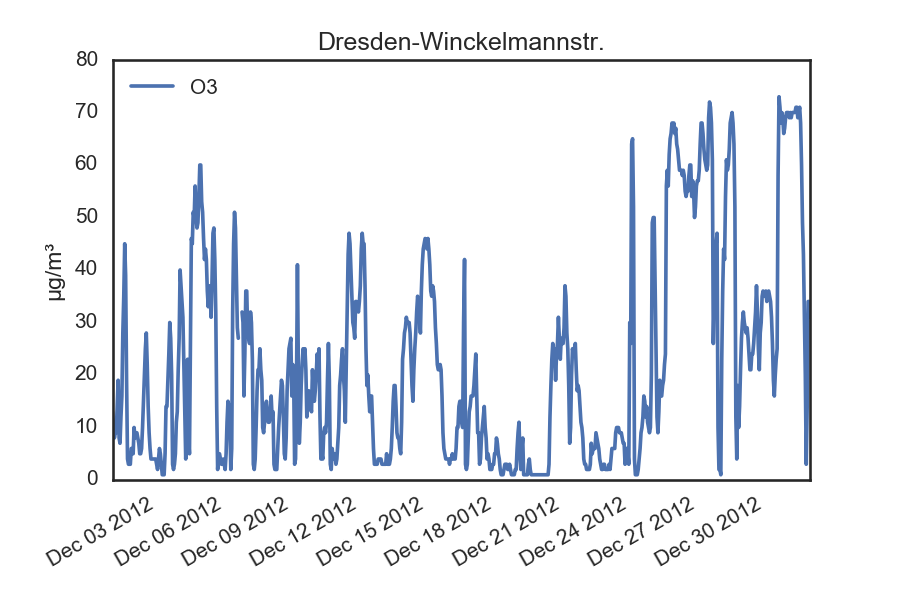 Dresden-Winckelmannstr.
O3
µg/m³
80
70
60
50
40
30
20
10
0
Dec 03 2012
Dec 06 2012
Dec 09 2012
Dec 12 2012
Dec 15 2012
Dec 18 2012
Dec 21 2012
Dec 24 2012
Dec 27 2012
Dec 30 2012